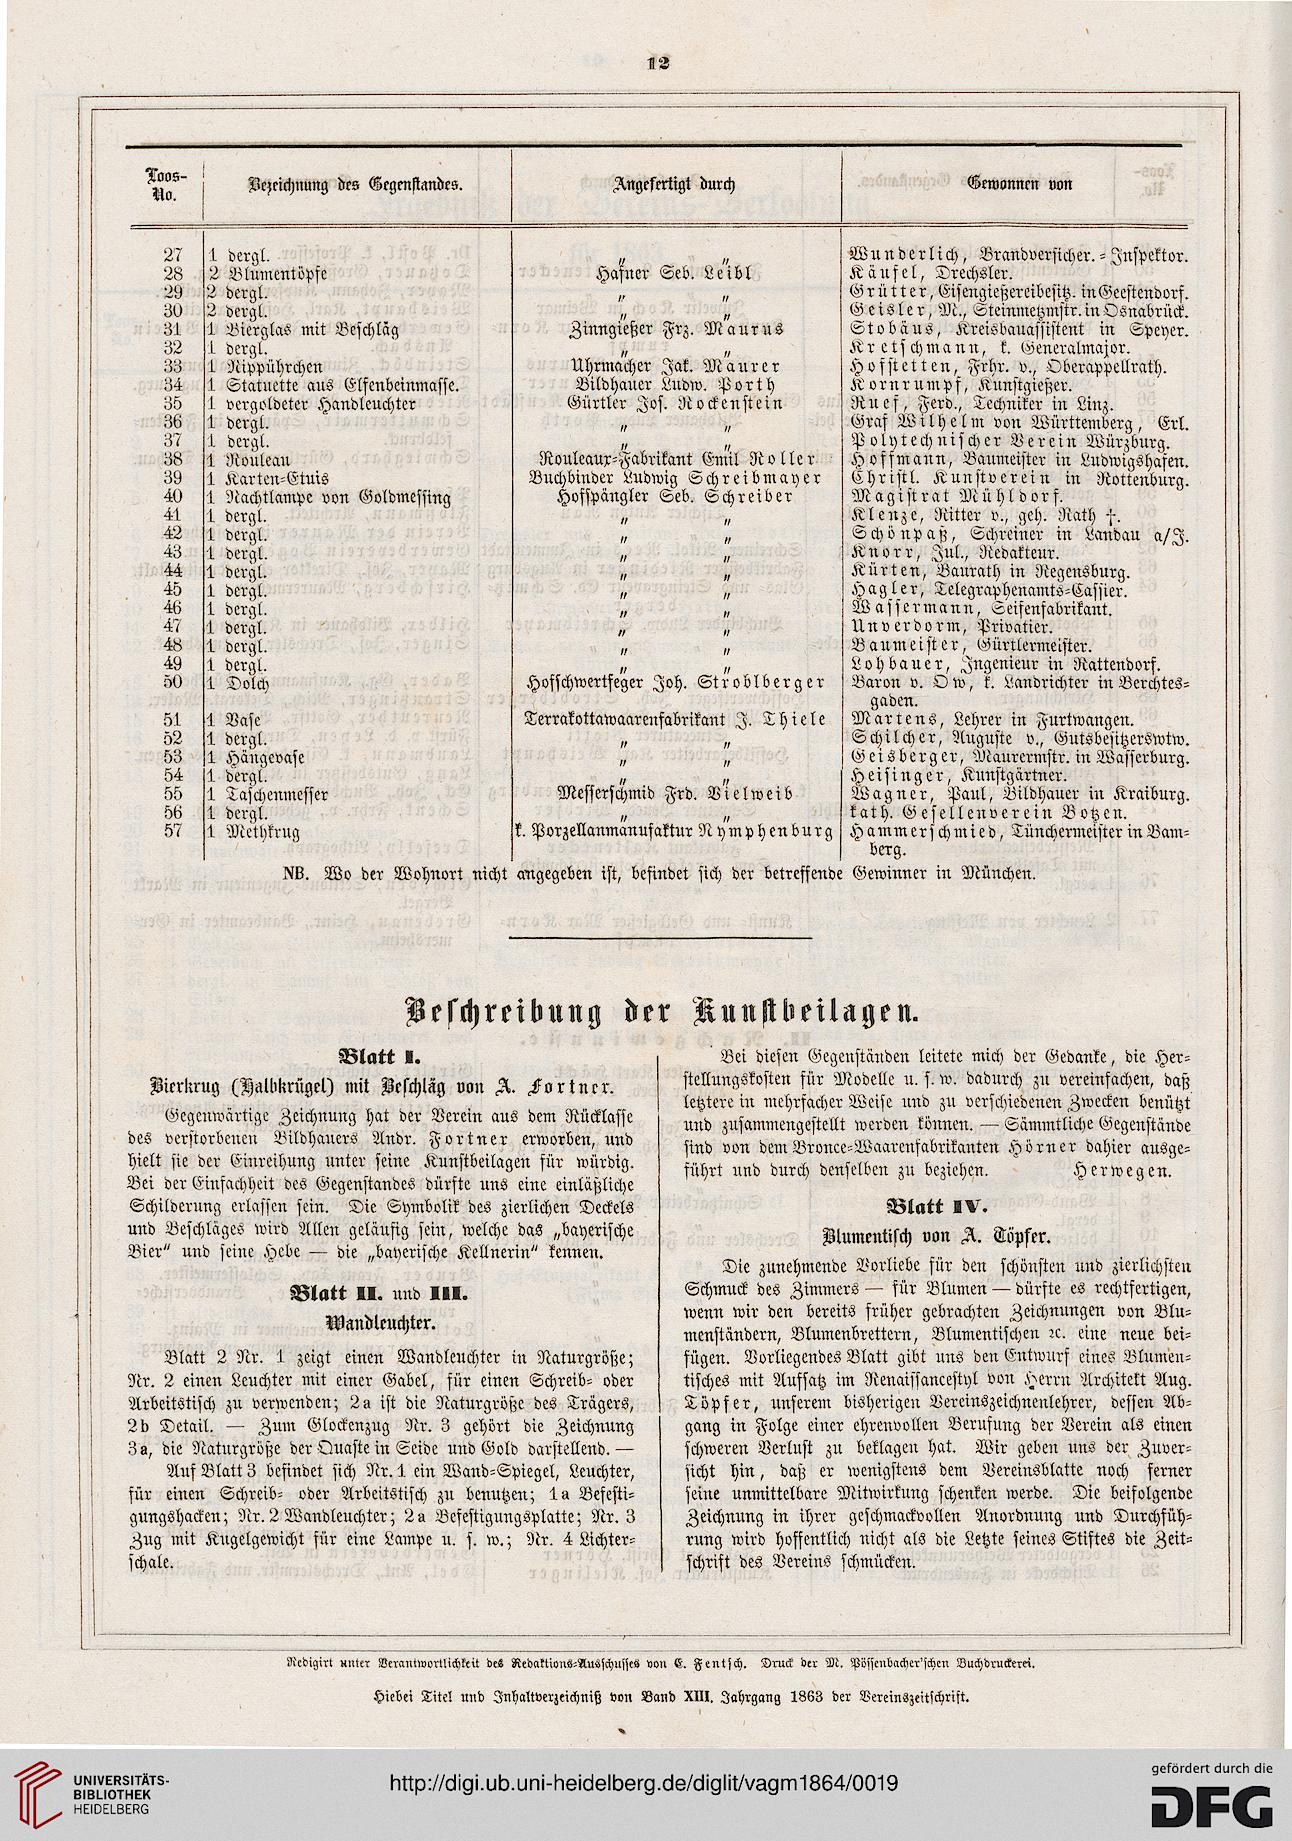 12
Loos-No. | Bezeichnung des Gegenstandes. | Angefertigt durch | Gewonnen von
27 | 1 dergl. | „ „ | Wunderlich, Brandversicher.-Inspektor.
28 | 2 Blumentöpfe | Hafner Seb. Leibl | Käufel, Drechsler.
29 | 2 dergl. | „ „ | Grütter, Eisengießereibesitz. in Geestendorf.
30 | 2 dergl. | „ „ | Geisler, M., Steinmetzmstr. in Osnabrück.
31 | 1 Bierglas mit Beschläg | Zinngießer Frz. Maurus | Stobäus, Kreisbauassistent in Speyer.
32 | 1 dergl. | „ „ | Kretschmann, k. Generalmajor.
33 | 1 Nippührchen | Uhrmacher Jak. Maurer | Hofstetten, Frhr. v., Oberappellrath.
34 | 1 Statuette aus Elfenbeinmasse. | Bildhauer Ludw. Porth | Kornrumpf, Kunstgießer.
35 | 1 vergoldeter Handleuchter | Gürtler Jos. Rockenstein | Ruef, Ferd., Techniker in Linz.
36 | 1 dergl. | „ „ | Graf Wilhelm von Württemberg, Erl.
37 | 1 dergl. | „ „ | Polytechnischer Verein Würzburg.
38 | 1 Rouleau | Rouleaux-Fabrikant Emil Roller | Hoffmann, Baumeister in Ludwigshafen.
39 | 1 Karten-Etuis | Buchbinder Ludwig Schreibmayer | Christl. Kunstverein in Rottenburg.
40 | 1 Nachtlampe von Goldmessing | Hofspängler Seb. Schreiber | Magistrat Mühldorf.
41 | 1 dergl. | „ „ | Klenze, Ritter v., geh. Rath †.
42 | 1 dergl. | „ „ | Schönpaß, Schreiner in Landau a/J.
43 | 1 dergl. | „ „ | Knorr, Jul., Redakteur.
44 | 1 dergl. | „ „ | Kürten, Baurath in Regensburg.
45 | 1 dergl. | „ „ | Hagler, Telegraphenamts-Cassier.
46 | 1 dergl. | „ „ | Wassermann, Seifenfabrikant.
47 | 1 dergl. | „ „ | Unverdorm, Privatier.
48 | 1 dergl. | „ „ | Baumeister, Gürtlermeister.
49 | 1 dergl. | „ „ | Lohbauer, Ingenieur in Rattendorf.
50 | 1 Dolch | Hofschwertfeger Joh. Stroblberger | Baron v. Ow, k. Landrichter in Berchtes-
gaden.
51 | 1 Vase | Terrakottawaarenfabrikant J. Thiele | Martens, Lehrer in Furtwangen.
52 | 1 dergl. | „ „ | Schilcher, Auguste v., Gutsbesitzerswtw.
53 | 1 Hängevase | „ „ | Geisberger, Maurermstr. in Wasserburg.
54 | 1 dergl. | „ „ | Heisinger, Kunstgärtner.
55 | 1 Taschenmesser | Messerschmid Frd. Vielweib | Wagner, Paul, Bildhauer in Kraiburg.
56 | 1 dergl. | „ „ | kath. Gesellenverein Botzen.
57 | 1 Methkrug | k. Porzellanmanufaktur Nymphenburg | Hammerschmied, Tünchermeister in Bam-
berg.
NB. Wo der Wohnort nicht angegeben ist, befindet sich der betreffende Gewinner in München.
Beschreibung der Kunstbeilagen.
Blatt I.
Bierkrug (Halbkrügel) mit Beschläg von A. Fortner.
Gegenwärtige Zeichnung hat der Verein aus dem Rücklasse
des verstorbenen Bildhauers Andr. Fortner erworben, und
hielt sie der Einreihung unter seine Kunstbeilagen für würdig.
Bei der Einfachheit des Gegenstandes dürfte uns eine einläßliche
Schilderung erlassen sein. Die Symbolik des zierlichen Deckels
und Beschläges wird Allen geläufig sein, welche das „bayerische
Bier“ und seine Hebe — die „bayerische Kellnerin“ kennen.
Blatt II. und III.
Wandleuchter.
Blatt 2 Nr. 1 zeigt einen Wandleuchter in Naturgröße;
Nr. 2 einen Leuchter mit einer Gabel, für einen Schreib- oder
Arbeitstisch zu verwenden; 2a ist die Naturgröße des Trägers,
2b Detail. — Zum Glockenzug Nr. 3 gehört die Zeichnung
3a, die Naturgröße der Quaste in Seide und Gold darstellend. —
Auf Blatt 3 befindet sich Nr. 1 ein Wand-Spiegel, Leuchter,
für einen Schreib- oder Arbeitstisch zu benutzen; 1a Befesti-
gungshacken; Nr. 2 Wandleuchter; 2a Befestigungsplatte; Nr. 3
Zug mit Kugelgewicht für eine Lampe u. s. w.; Nr. 4 Lichter-
schale.
Bei diesen Gegenständen leitete mich der Gedanke, die Her-
stellungskosten für Modelle u. s. w. dadurch zu vereinfachen, daß
letztere in mehrfacher Weise und zu verschiedenen Zwecken benützt
und zusammengestellt werden können. — Sämmtliche Gegenstände
sind von dem Bronce-Waarenfabrikanten Hörner dahier ausge-
führt und durch denselben zu beziehen. Herwegen.
Blatt IV.
Blumentisch von A. Töpfer.
Die zunehmende Vorliebe für den schönsten und zierlichsten
Schmuck des Zimmers — für Blumen — dürfte es rechtfertigen,
wenn wir den bereits früher gebrachten Zeichnungen von Blu-
menständern, Blumenbrettern, Blumentischen ꝛc. eine neue bei-
fügen. Vorliegendes Blatt gibt uns den Entwurf eines Blumen-
tisches mit Aufsatz im Renaissancestyl von Herrn Architekt Aug.
Töpfer, unserem bisherigen Vereinszeichnenlehrer, dessen Ab-
gang in Folge einer ehrenvollen Berufung der Verein als einen
schweren Verlust zu beklagen hat. Wir geben uns der Zuver-
sicht hin, daß er wenigstens dem Vereinsblatte noch ferner
seine unmittelbare Mitwirkung schenken werde. Die beifolgende
Zeichnung in ihrer geschmackvollen Anordnung und Durchfüh-
rung wird hoffentlich nicht als die Letzte seines Stiftes die Zeit-
schrift des Vereins schmücken.
Redigirt unter Verantwortlichkeit des Redaktions-Ausschusses von C. Fentsch. Druck der M. Pössenbacher'schen Buchdruckerei.
Hiebei Titel und Inhaltverzeichniß von Band XIII. Jahrgang 1863 der Vereinszeitschrift.
UNIVERSITÄTS-
BIBLIOTHEK
HEIDELBERG
http://digi.ub.uni-heidelberg.de/diglit/vagm1864/0019
gefördert durch die
DFG